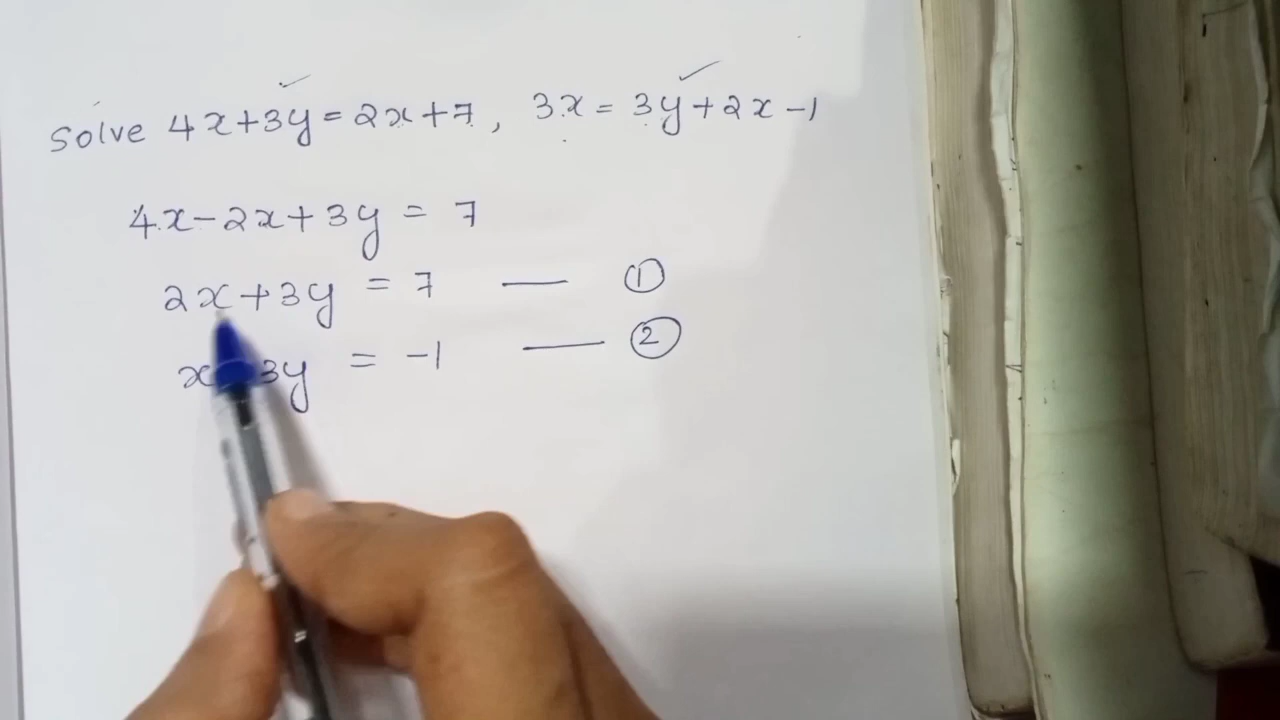 Solve 4x+3y=2x+7, 3x=3y+2x-1
4x-2x+3y = 7
2x+3y = 7 — ①
x 3y = -1 — ②